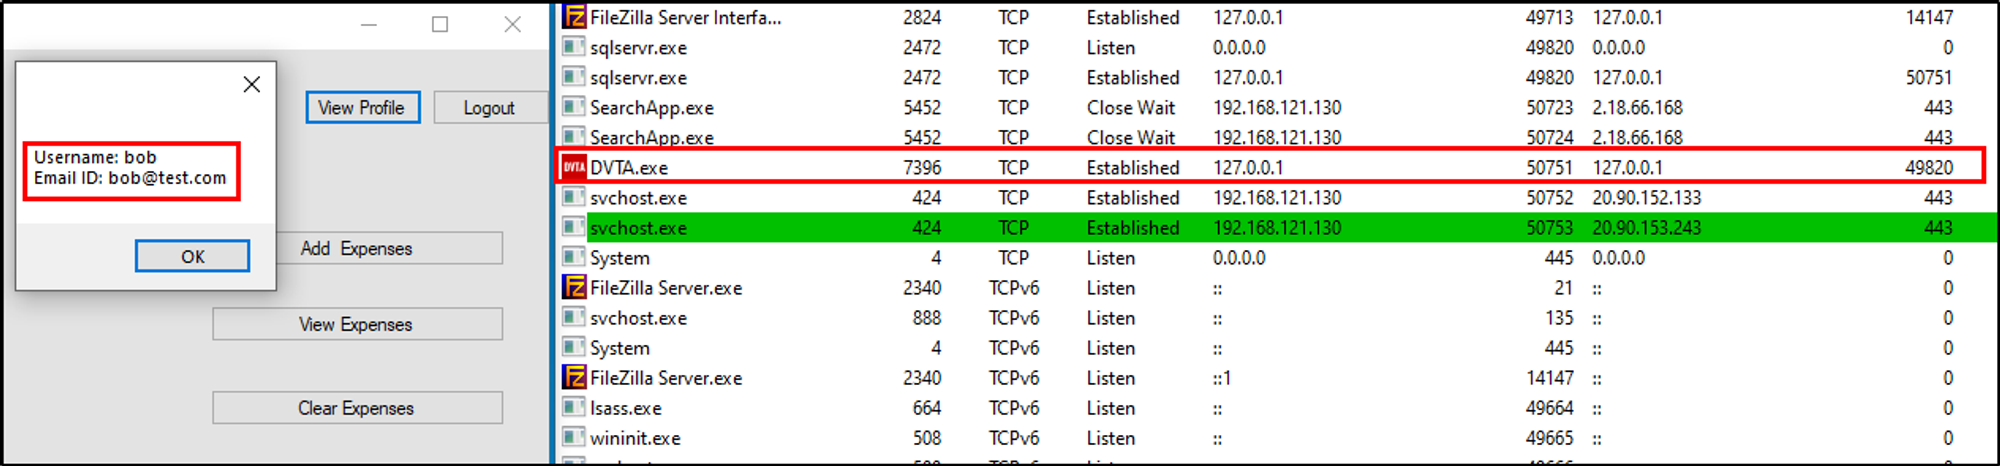 View Profile
Logout
Username: bob
Email ID: bob@test.com
OK
Add Expenses
View Expenses
Clear Expenses
FileZilla Server Interfa... 2824 TCP Established 127.0.0.1 49713 127.0.0.1 14147
sqlservr.exe 2472 TCP Listen 0.0.0.0 49820 0.0.0.0 0
sqlservr.exe 2472 TCP Established 127.0.0.1 49820 127.0.0.1 50751
SearchApp.exe 5452 TCP Close Wait 192.168.121.130 50723 2.18.66.168 443
SearchApp.exe 5452 TCP Close Wait 192.168.121.130 50724 2.18.66.168 443
DVTA DVTA.exe 7396 TCP Established 127.0.0.1 50751 127.0.0.1 49820
svchost.exe 424 TCP Established 192.168.121.130 50752 20.90.152.133 443
svchost.exe 424 TCP Established 192.168.121.130 50753 20.90.153.243 443
System 4 TCP Listen 0.0.0.0 445 0.0.0.0 0
FileZilla Server.exe 2340 TCPv6 Listen :: 21 :: 0
svchost.exe 888 TCPv6 Listen :: 135 :: 0
System 4 TCPv6 Listen :: 445 :: 0
FileZilla Server.exe 2340 TCPv6 Listen ::1 14147 :: 0
lsass.exe 664 TCPv6 Listen :: 49664 :: 0
wininit.exe 508 TCPv6 Listen :: 49665 :: 0